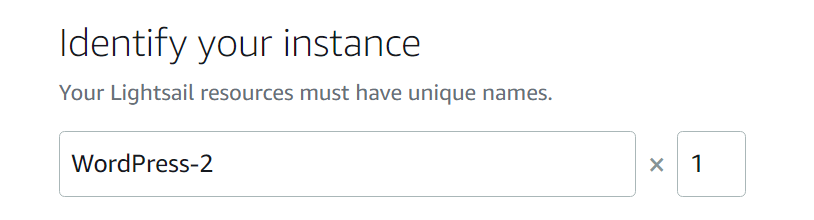 Identify your instance
Your Lightsail resources must have unique names.
WordPress-2 × 1